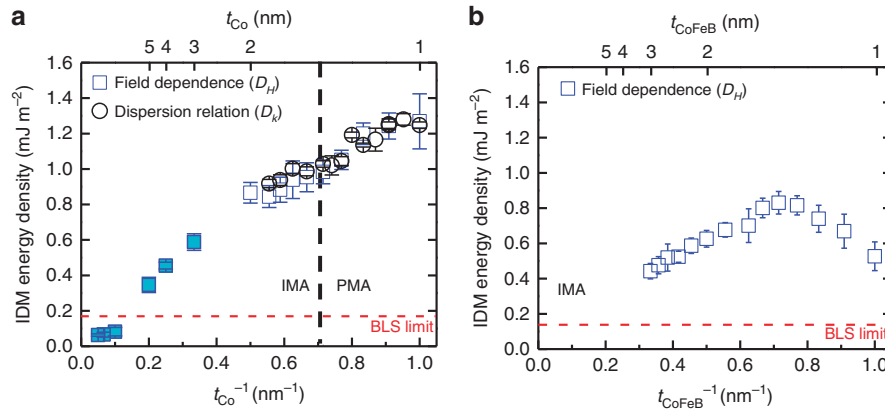 a
t_Co (nm)
5 4 3 2 1
IDM energy density (mJ m⁻²)
1.6
1.4
1.2
1.0
0.8
0.6
0.4
0.2
0.0
Field dependence (D_H)
Dispersion relation (D_k)
IMA PMA
BLS limit
0.0 0.2 0.4 0.6 0.8 1.0
t_Co⁻¹ (nm⁻¹)
b
t_CoFeB (nm)
5 4 3 2 1
IDM energy density (mJ m⁻²)
1.6
1.4
1.2
1.0
0.8
0.6
0.4
0.2
0.0
Field dependence (D_H)
IMA
BLS limit
0.0 0.2 0.4 0.6 0.8 1.0
t_CoFeB⁻¹ (nm⁻¹)